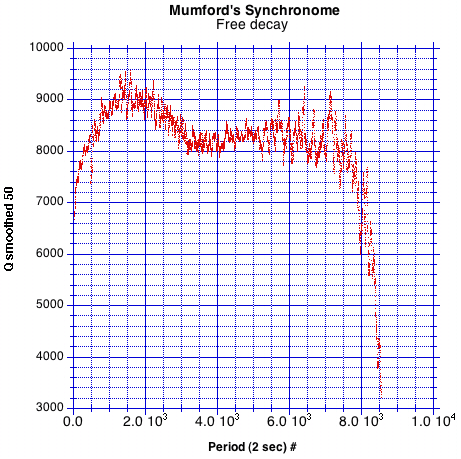 Mumford's Synchronome
Free decay
10000
9000
8000
7000
6000
5000
4000
3000
Q smoothed 50
0.0 2.0 10³ 4.0 10³ 6.0 10³ 8.0 10³ 1.0 10⁴
Period (2 sec) #